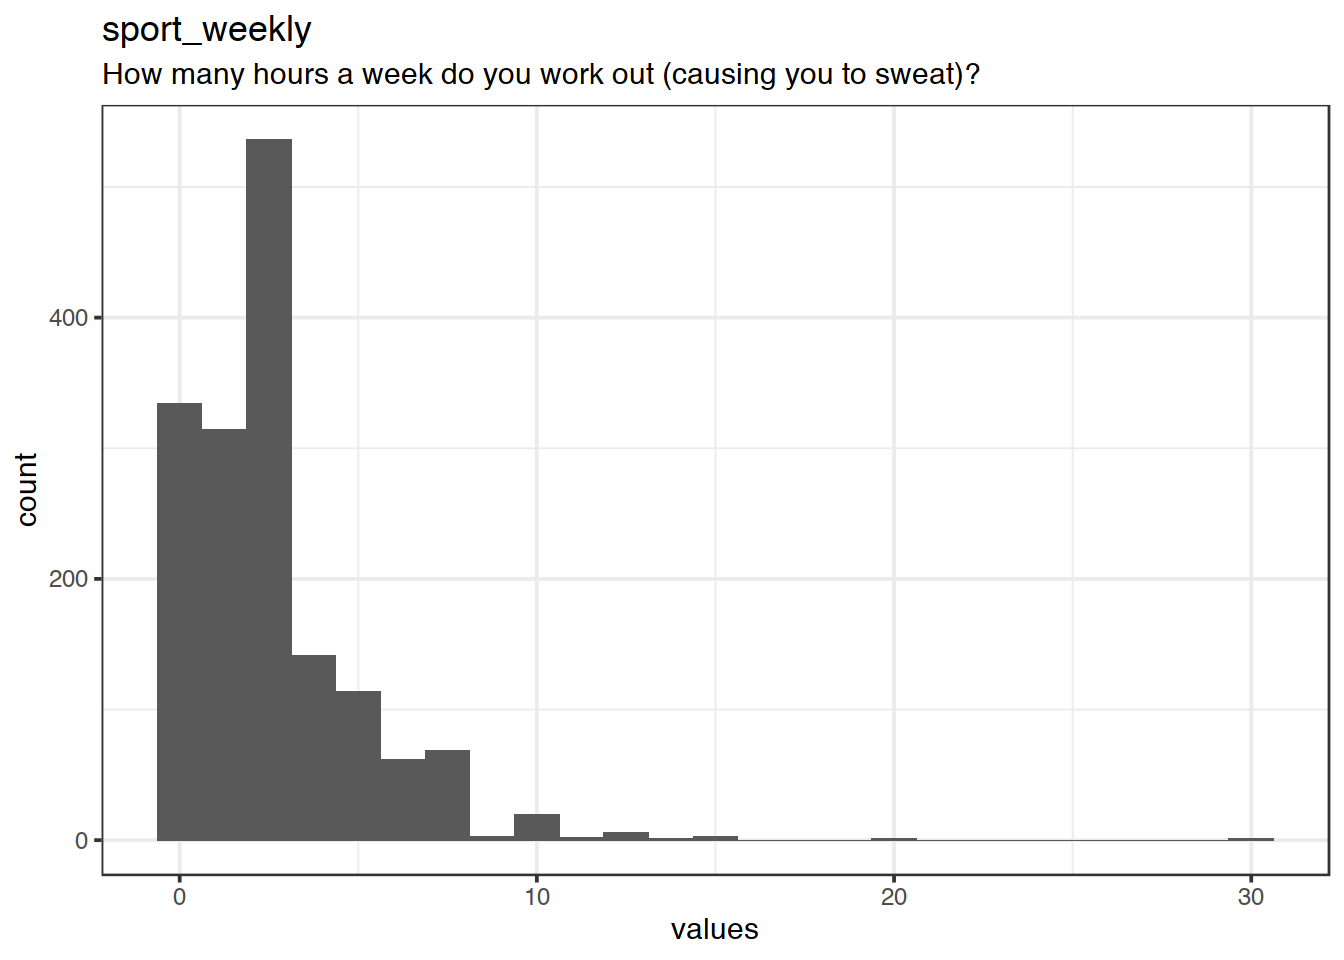 sport_weekly
How many hours a week do you work out (causing you to sweat)?
count
400
200
0
0 10 20 30
values